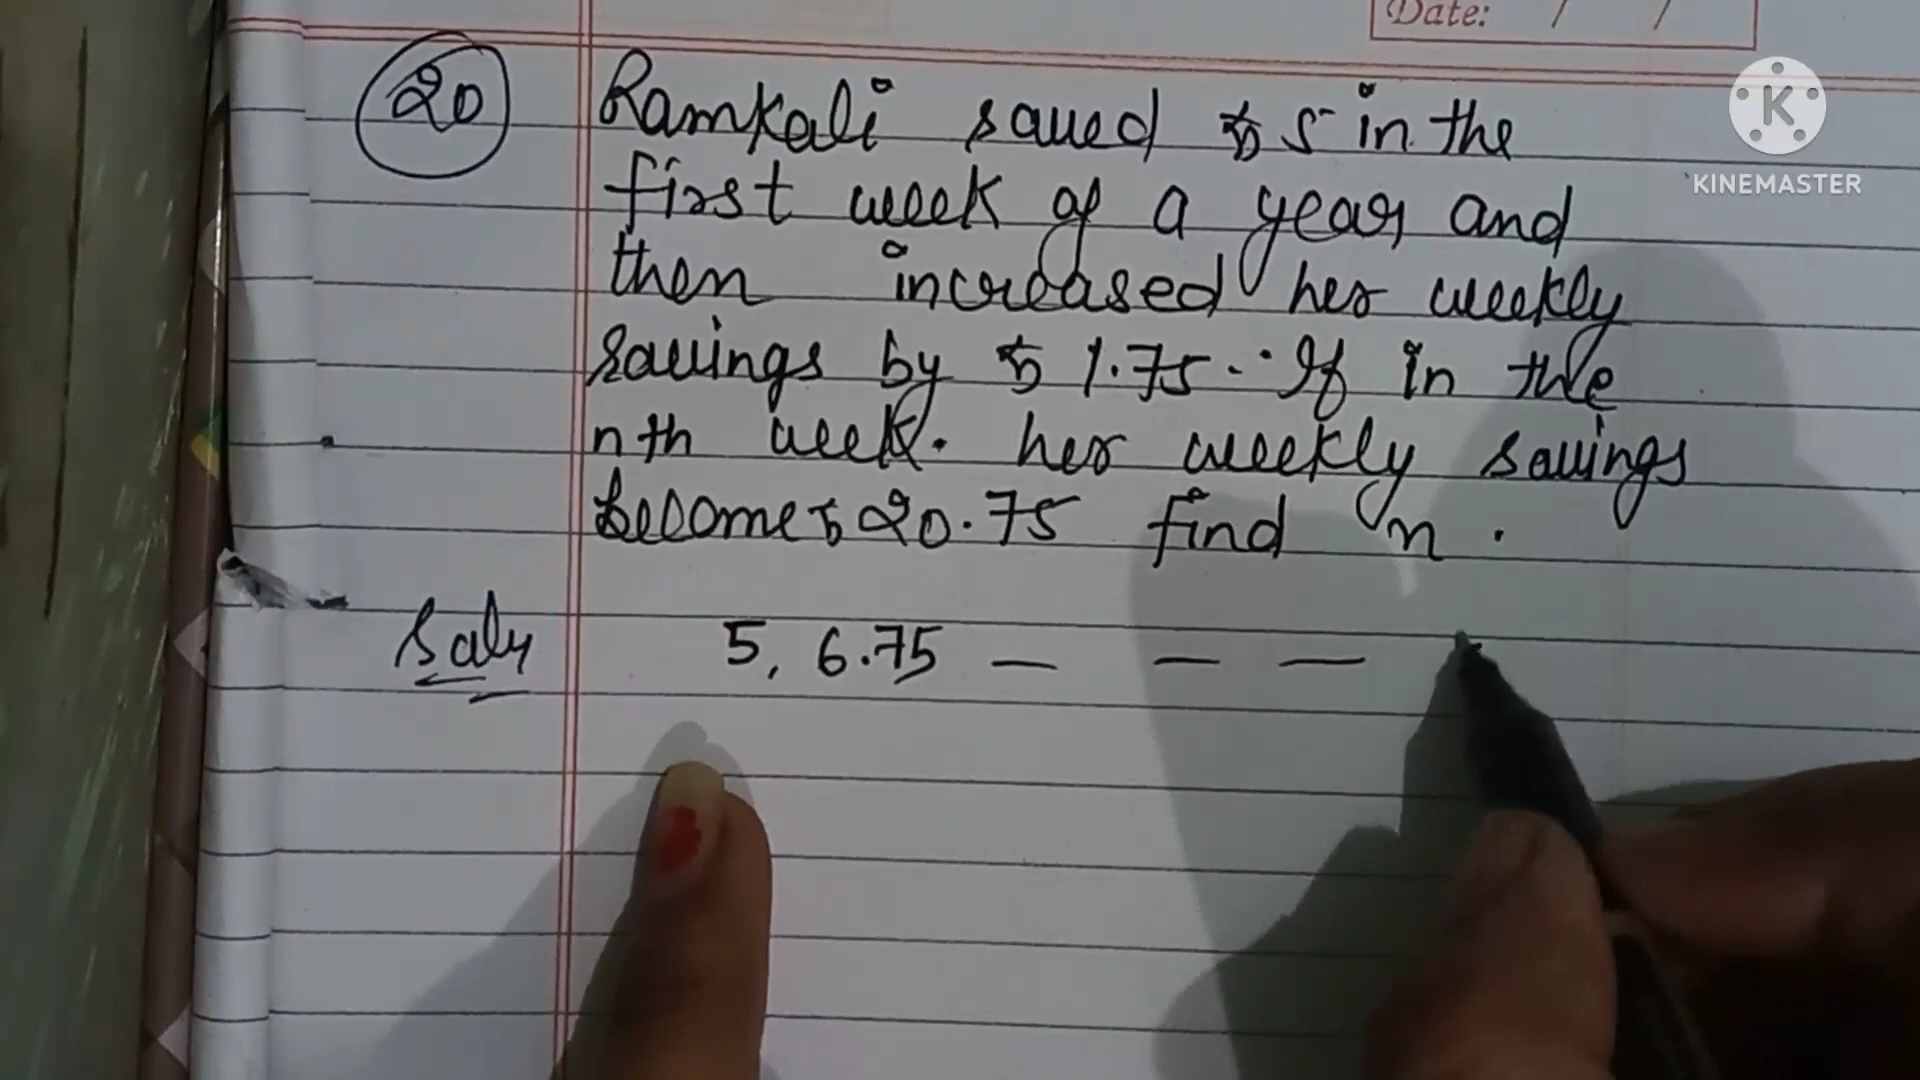 Date: / /
KINEMASTER
20 Ramkali saved ₹ 5 in the
first week of a year and
then increased her weekly
savings by ₹ 1.75. If in the
nth week. her weekly savings
become ₹ 20.75 find n.
Soln 5, 6.75 — — —